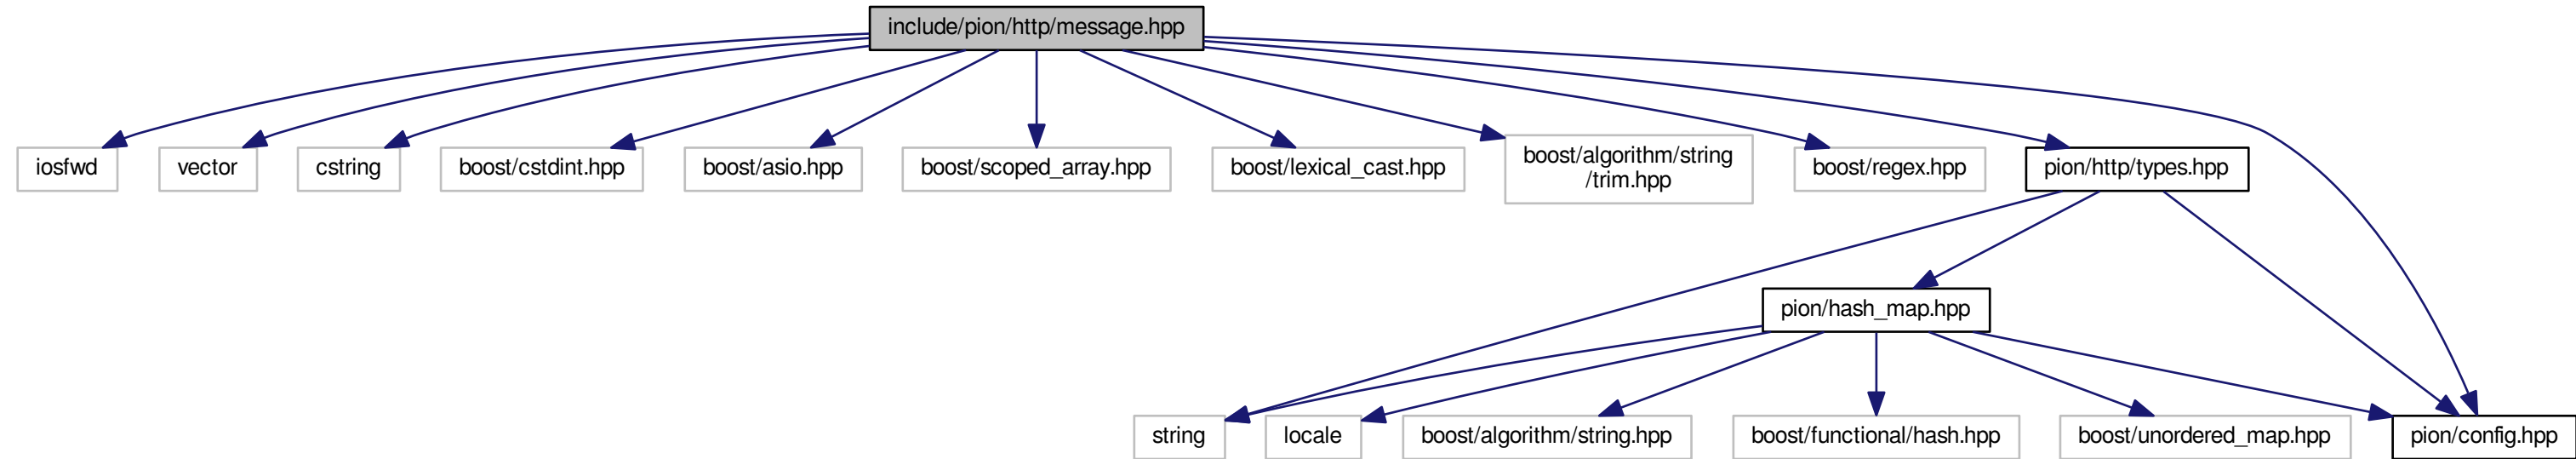 include/pion/http/message.hpp
iosfwd
vector
cstring
boost/cstdint.hpp
boost/asio.hpp
boost/scoped_array.hpp
boost/lexical_cast.hpp
boost/algorithm/string
/trim.hpp
boost/regex.hpp
pion/http/types.hpp
pion/hash_map.hpp
string
locale
boost/algorithm/string.hpp
boost/functional/hash.hpp
boost/unordered_map.hpp
pion/config.hpp